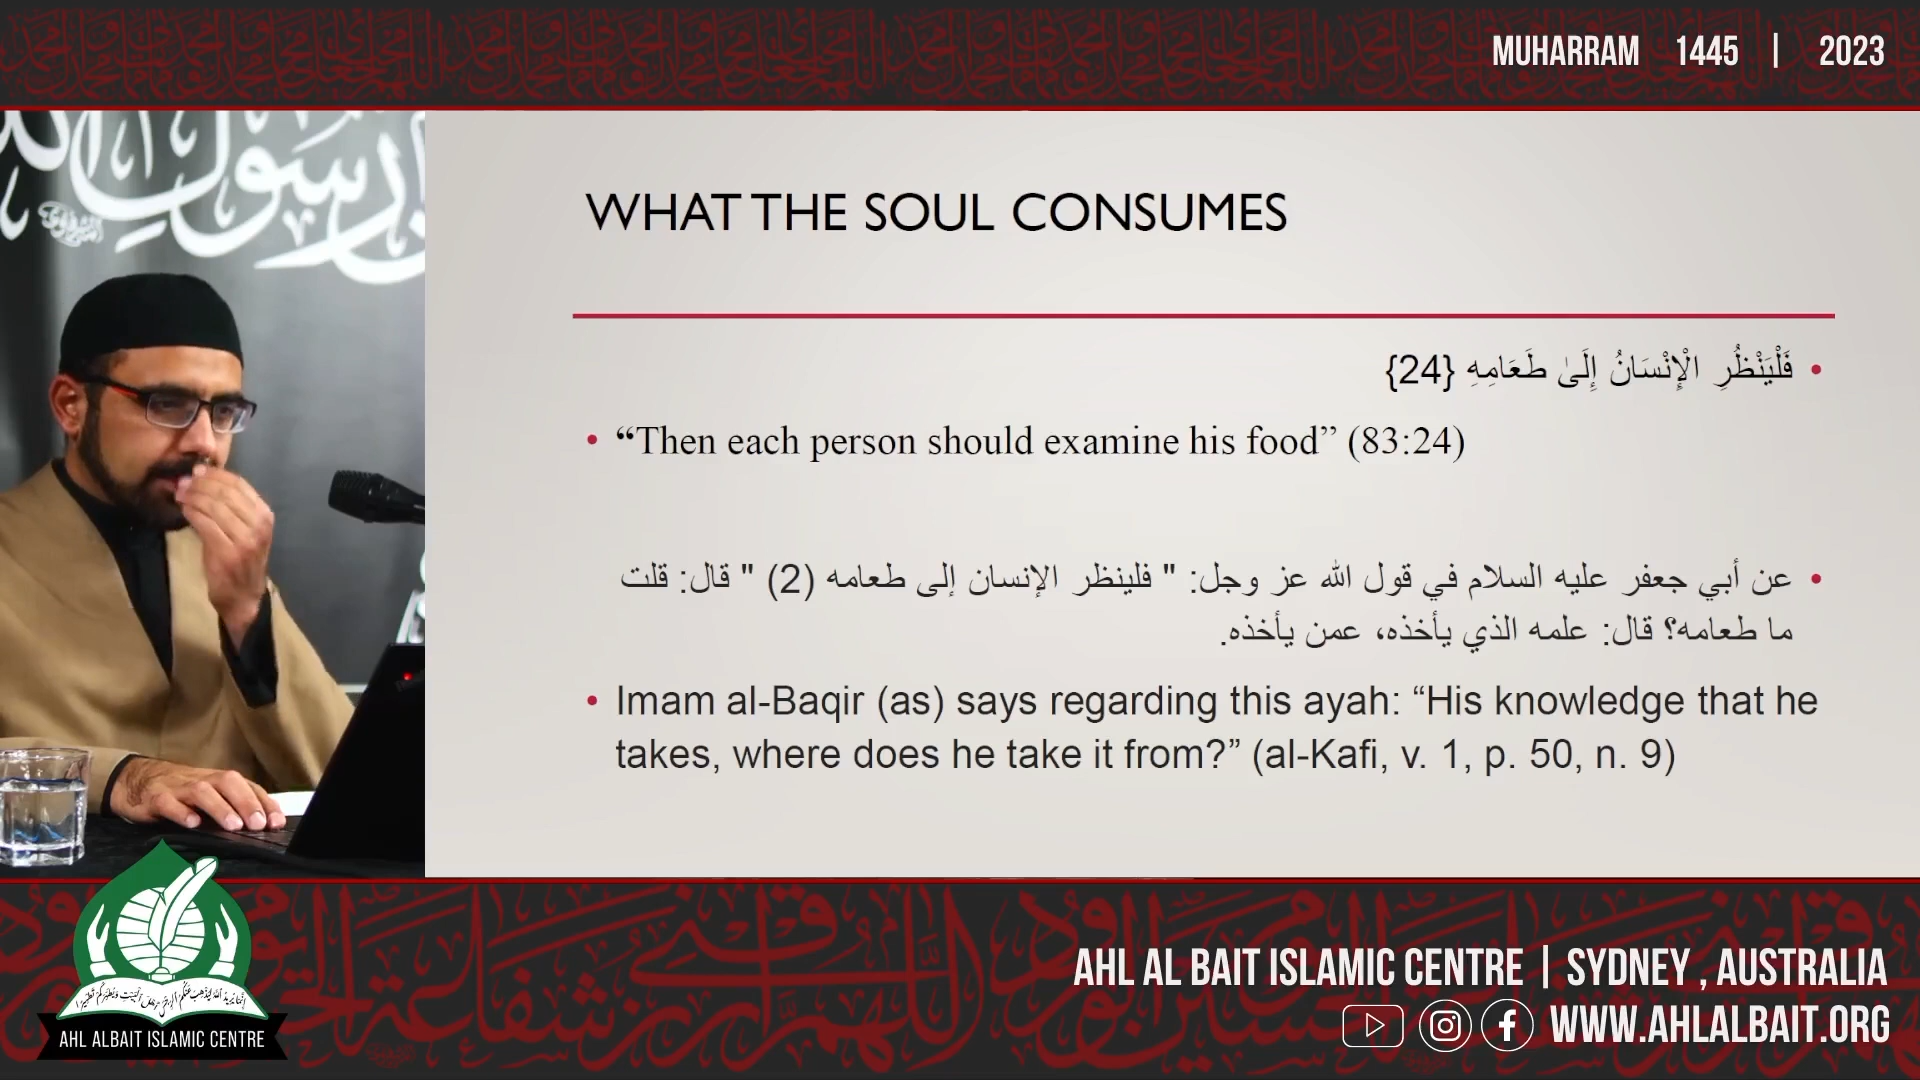 MUHARRAM 1445 | 2023
WHAT THE SOUL CONSUMES
• فَلْيَنْظُرِ الْإِنْسَانُ إِلَىٰ طَعَامِهِ {24}
• “Then each person should examine his food” (83:24)
• عن أبي جعفر عليه السلام في قول الله عز وجل: " فلينظر الإنسان إلى طعامه (2) " قال: قلت
ما طعامه؟ قال: علمه الذي يأخذه، عمن يأخذه.
• Imam al-Baqir (as) says regarding this ayah: “His knowledge that he
takes, where does he take it from?” (al-Kafi, v. 1, p. 50, n. 9)
AHL AL BAIT ISLAMIC CENTRE | SYDNEY , AUSTRALIA
WWW.AHLALBAIT.ORG
AHL ALBAIT ISLAMIC CENTRE